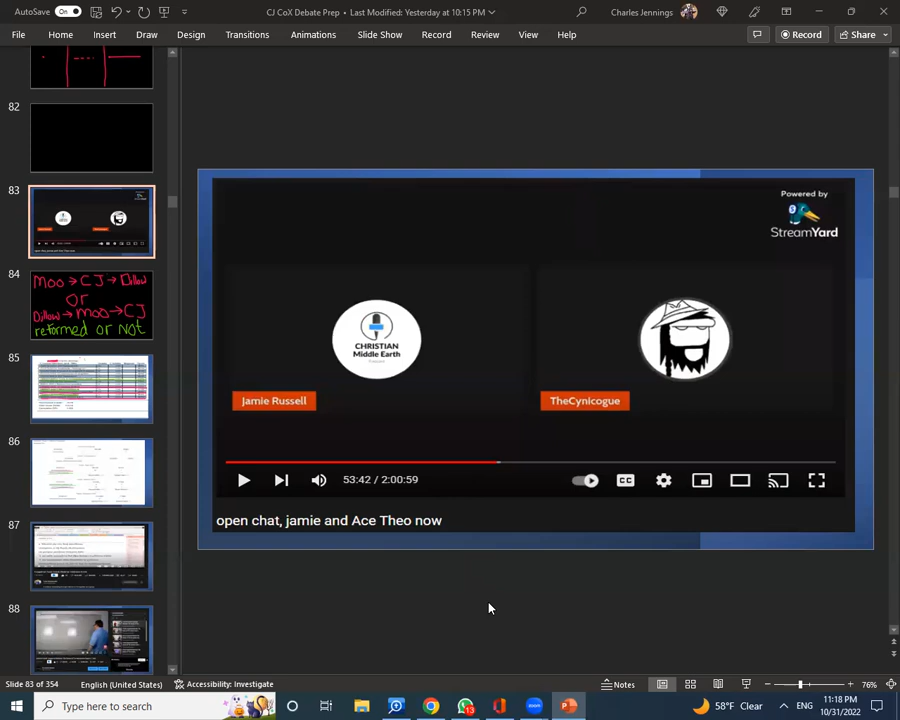 AutoSave On CJ CoX Debate Prep • Last Modified: Yesterday at 10:15 PM Charles Jennings
File Home Insert Draw Design Transitions Animations Slide Show Record Review View Help Record Share
82
83
84
Moo → CJ → Dillow
OR
Dillow → moo → CJ
reformed or NOT
85
86
87
88
Powered by
StreamYard
CHRISTIAN
Middle Earth
Jamie Russell
TheCynicogue
53:42 / 2:00:59
CC
open chat, jamie and Ace Theo now
Slide 83 of 354 English (United States) Accessibility: Investigate Notes 76%
Type here to search
13
58°F Clear
11:18 PM
10/31/2022